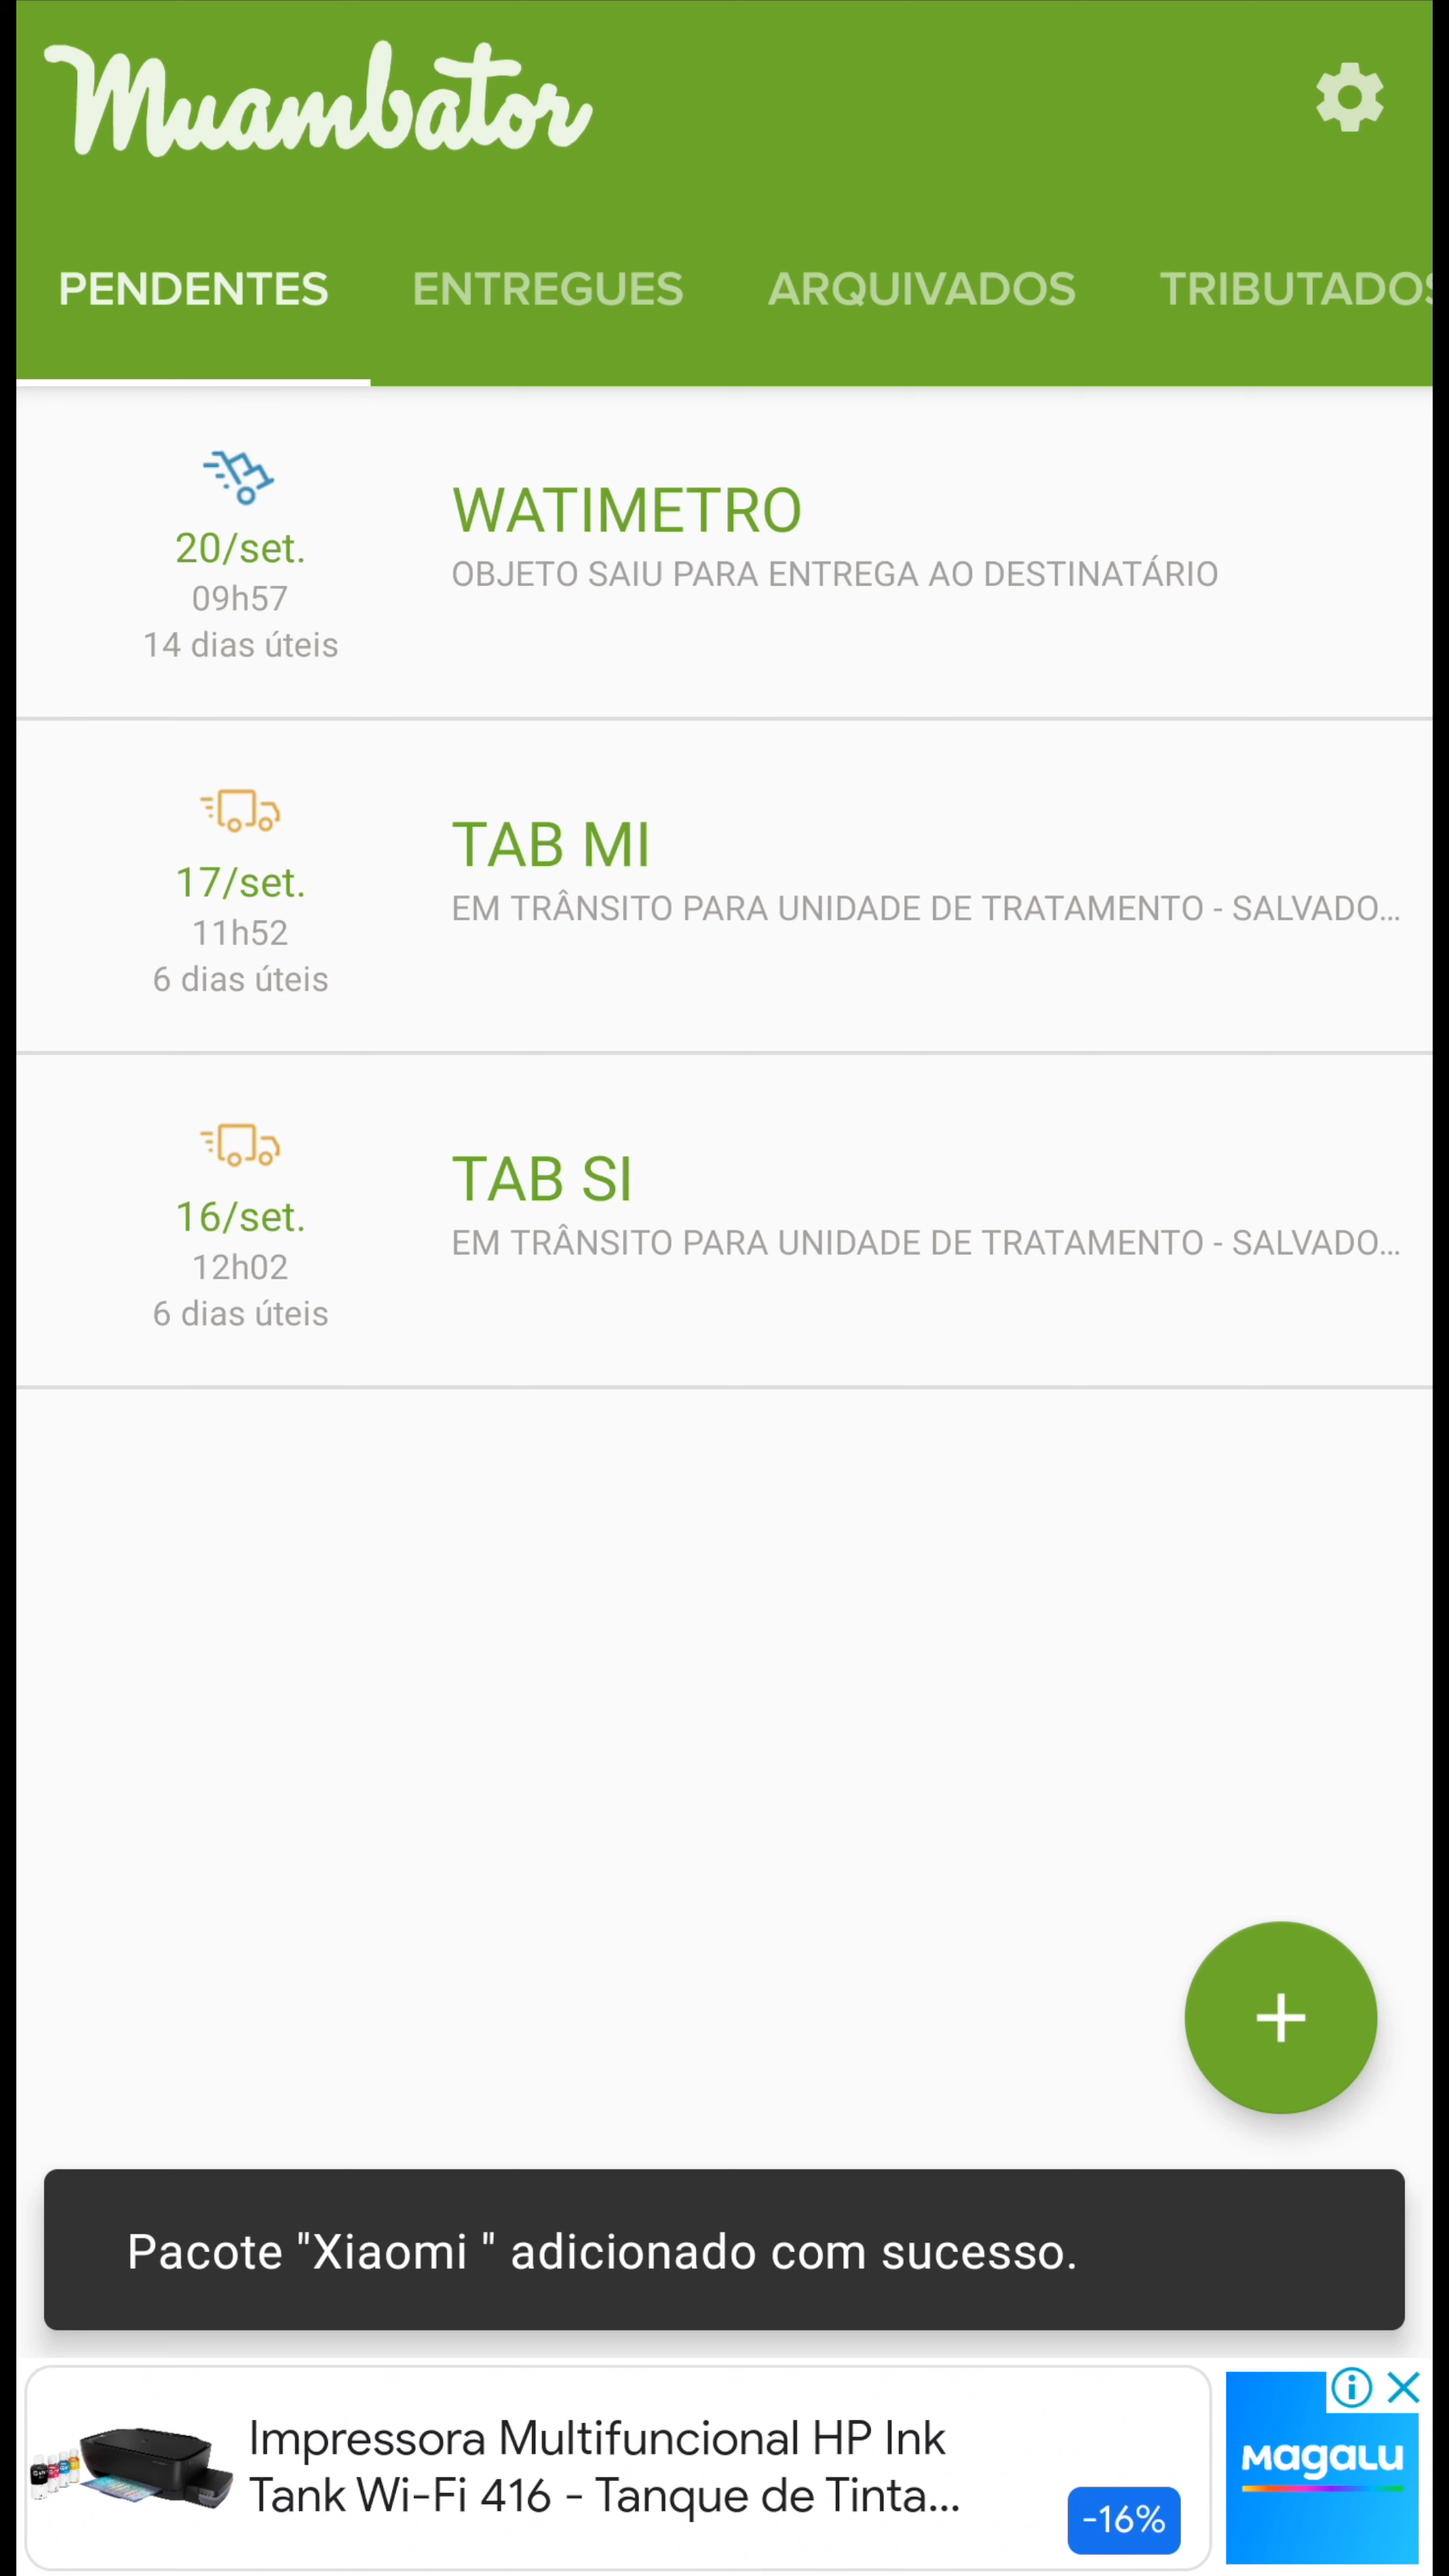 Muambator
PENDENTES ENTREGUES ARQUIVADOS TRIBUTADOS
20/set.
09h57
14 dias úteis
WATIMETRO
OBJETO SAIU PARA ENTREGA AO DESTINATÁRIO
17/set.
11h52
6 dias úteis
TAB MI
EM TRÂNSITO PARA UNIDADE DE TRATAMENTO - SALVADO...
16/set.
12h02
6 dias úteis
TAB SI
EM TRÂNSITO PARA UNIDADE DE TRATAMENTO - SALVADO...
+
Pacote "Xiaomi " adicionado com sucesso.
Impressora Multifuncional HP Ink
Tank Wi-Fi 416 - Tanque de Tinta...
-16%
Magalu